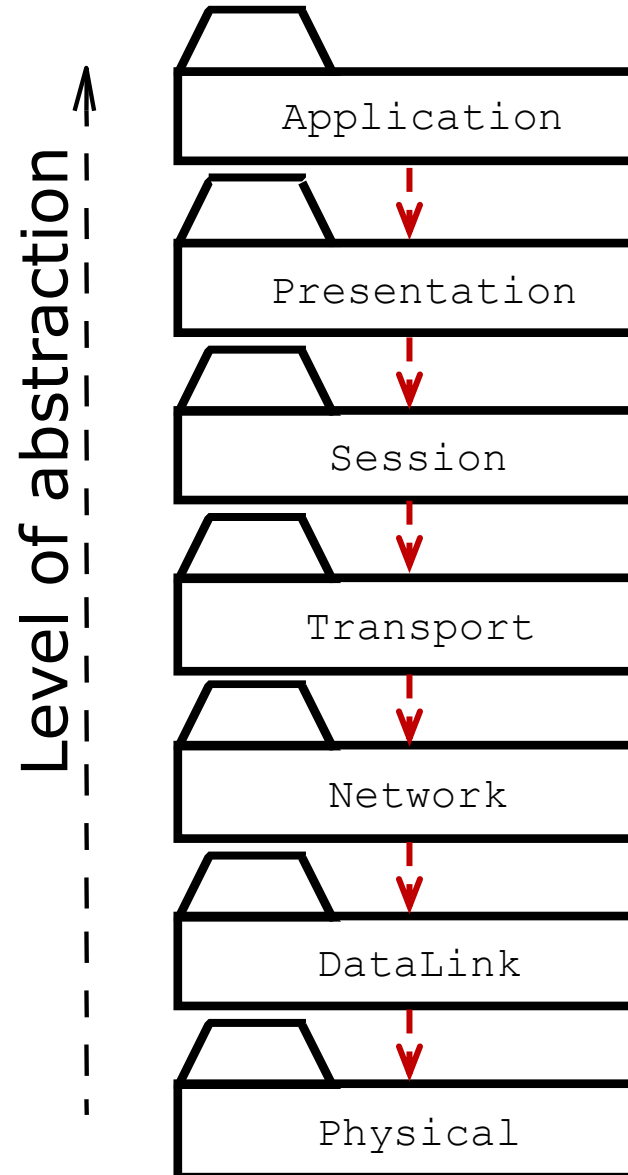 Level of abstraction
Application
Presentation
Session
Transport
Network
DataLink
Physical